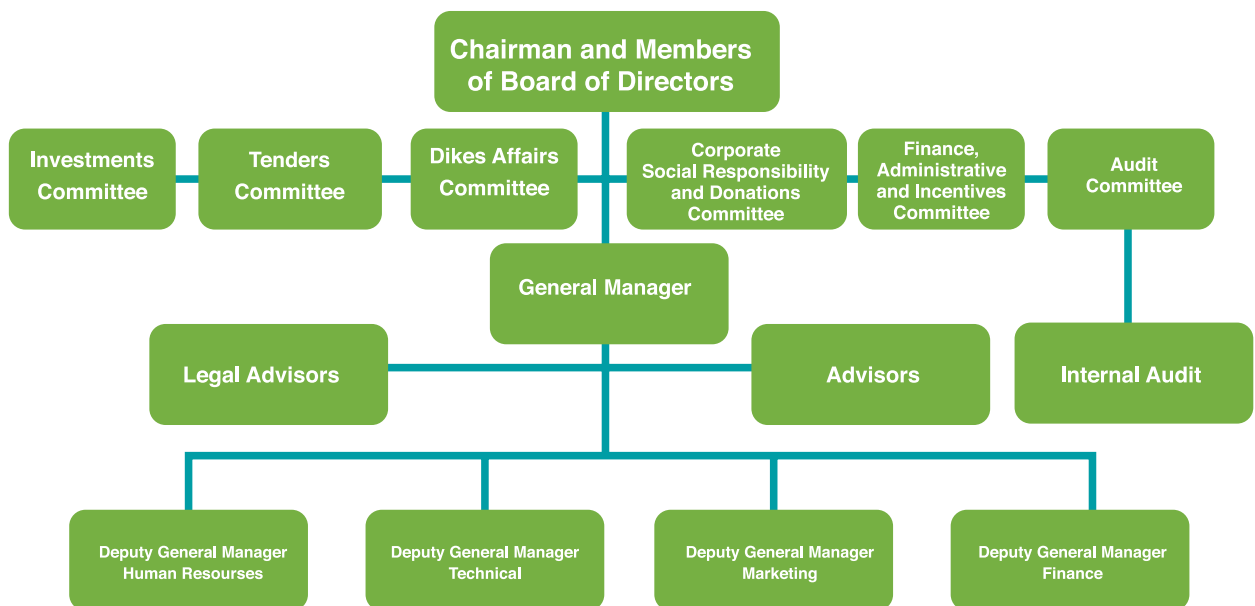 Chairman and Members
of Board of Directors
Investments
Committee
Tenders
Committee
Dikes Affairs
Committee
Corporate
Social Responsibility
and Donations
Committee
Finance,
Administrative
and Incentives
Committee
Audit
Committee
General Manager
Legal Advisors
Advisors
Internal Audit
Deputy General Manager
Human Resourses
Deputy General Manager
Technical
Deputy General Manager
Marketing
Deputy General Manager
Finance